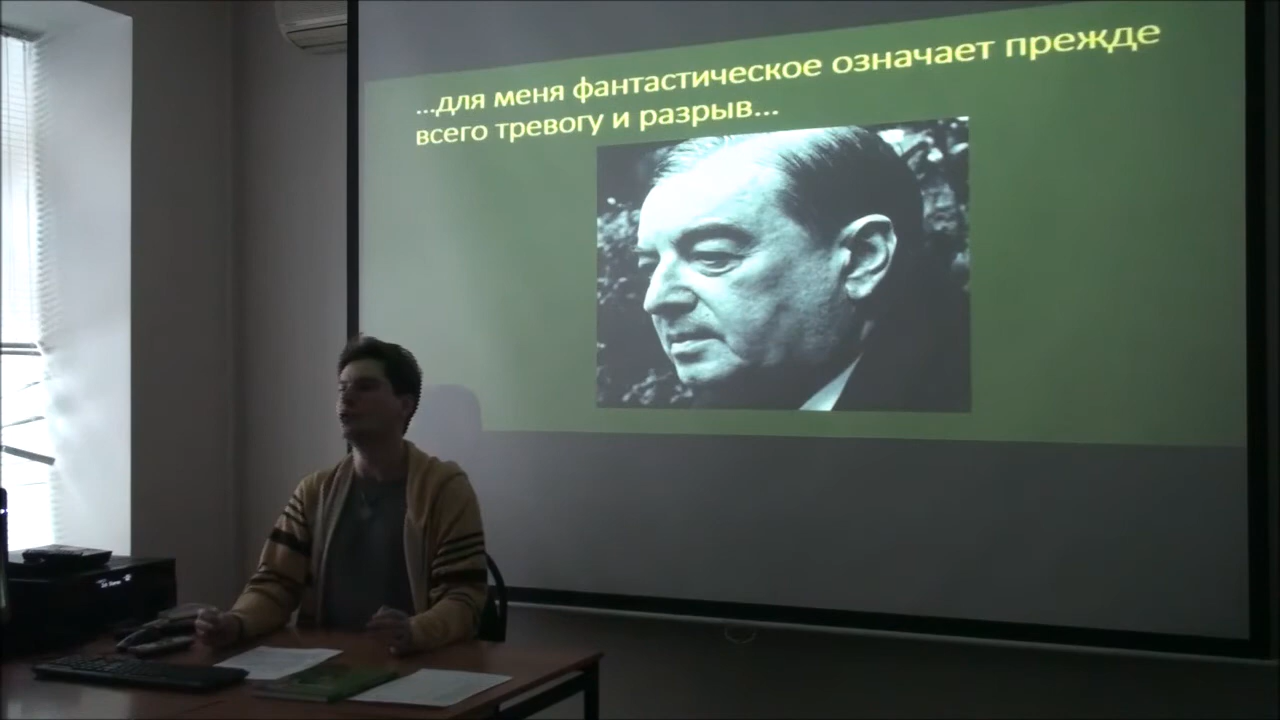 ...для меня фантастическое означает прежде
всего тревогу и разрыв...